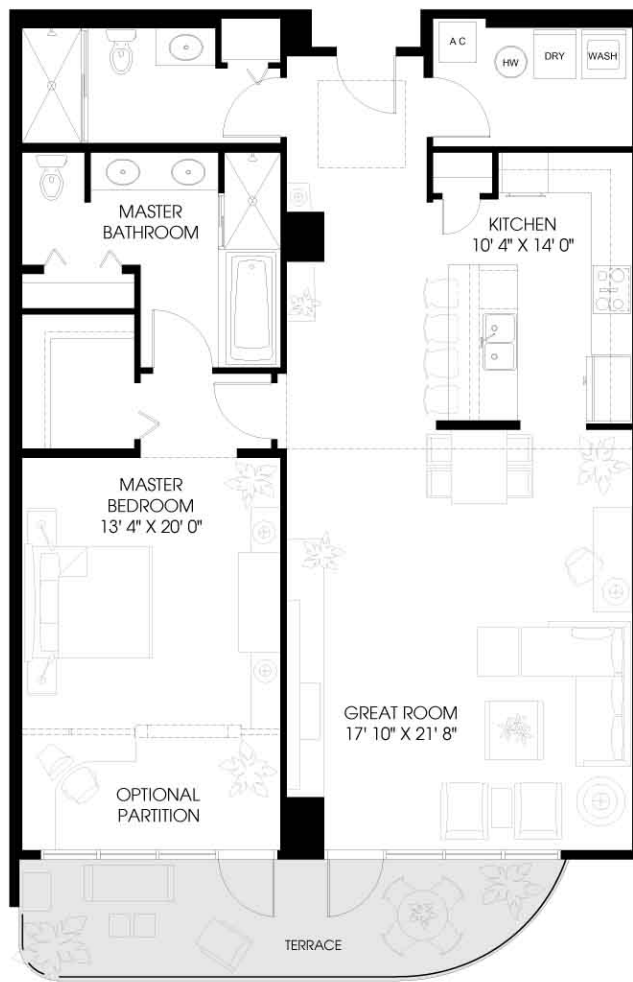 A C
HW
DRY
WASH
MASTER
BATHROOM
KITCHEN
10' 4" X 14' 0"
MASTER
BEDROOM
13' 4" X 20' 0"
GREAT ROOM
17' 10" X 21' 8"
OPTIONAL
PARTITION
TERRACE